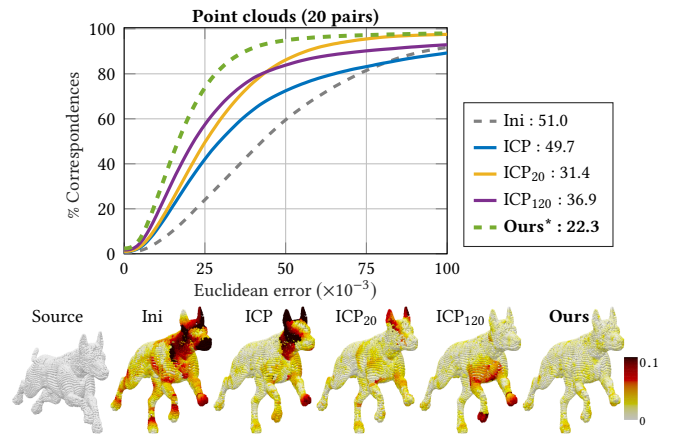 Point clouds (20 pairs)
% Correspondences
100
80
60
40
20
0
0 25 50 75 100
Euclidean error (×10⁻³)
Ini : 51.0
ICP : 49.7
ICP₂₀ : 31.4
ICP₁₂₀ : 36.9
Ours* : 22.3
Source Ini ICP ICP₂₀ ICP₁₂₀ Ours
0.1
0